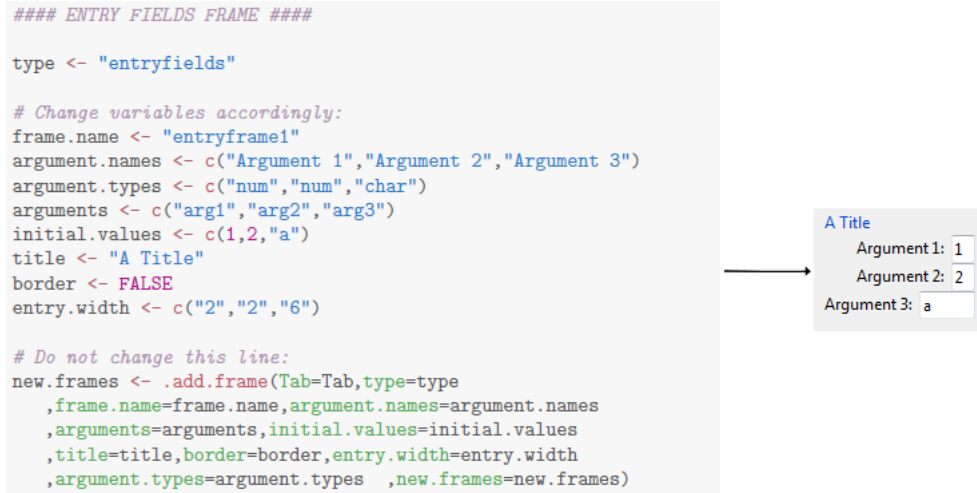 #### ENTRY FIELDS FRAME ####
type <- "entryfields"
# Change variables accordingly:
frame.name <- "entryframe1"
argument.names <- c("Argument 1","Argument 2","Argument 3")
argument.types <- c("num","num","char")
arguments <- c("arg1","arg2","arg3")
initial.values <- c(1,2,"a")
title <- "A Title"
border <- FALSE
entry.width <- c("2","2","6")
# Do not change this line:
new.frames <- .add.frame(Tab=Tab,type=type
,frame.name=frame.name,argument.names=argument.names
,arguments=arguments,initial.values=initial.values
,title=title,border=border,entry.width=entry.width
,argument.types=argument.types  ,new.frames=new.frames)
A Title
Argument 1: 1
Argument 2: 2
Argument 3: a